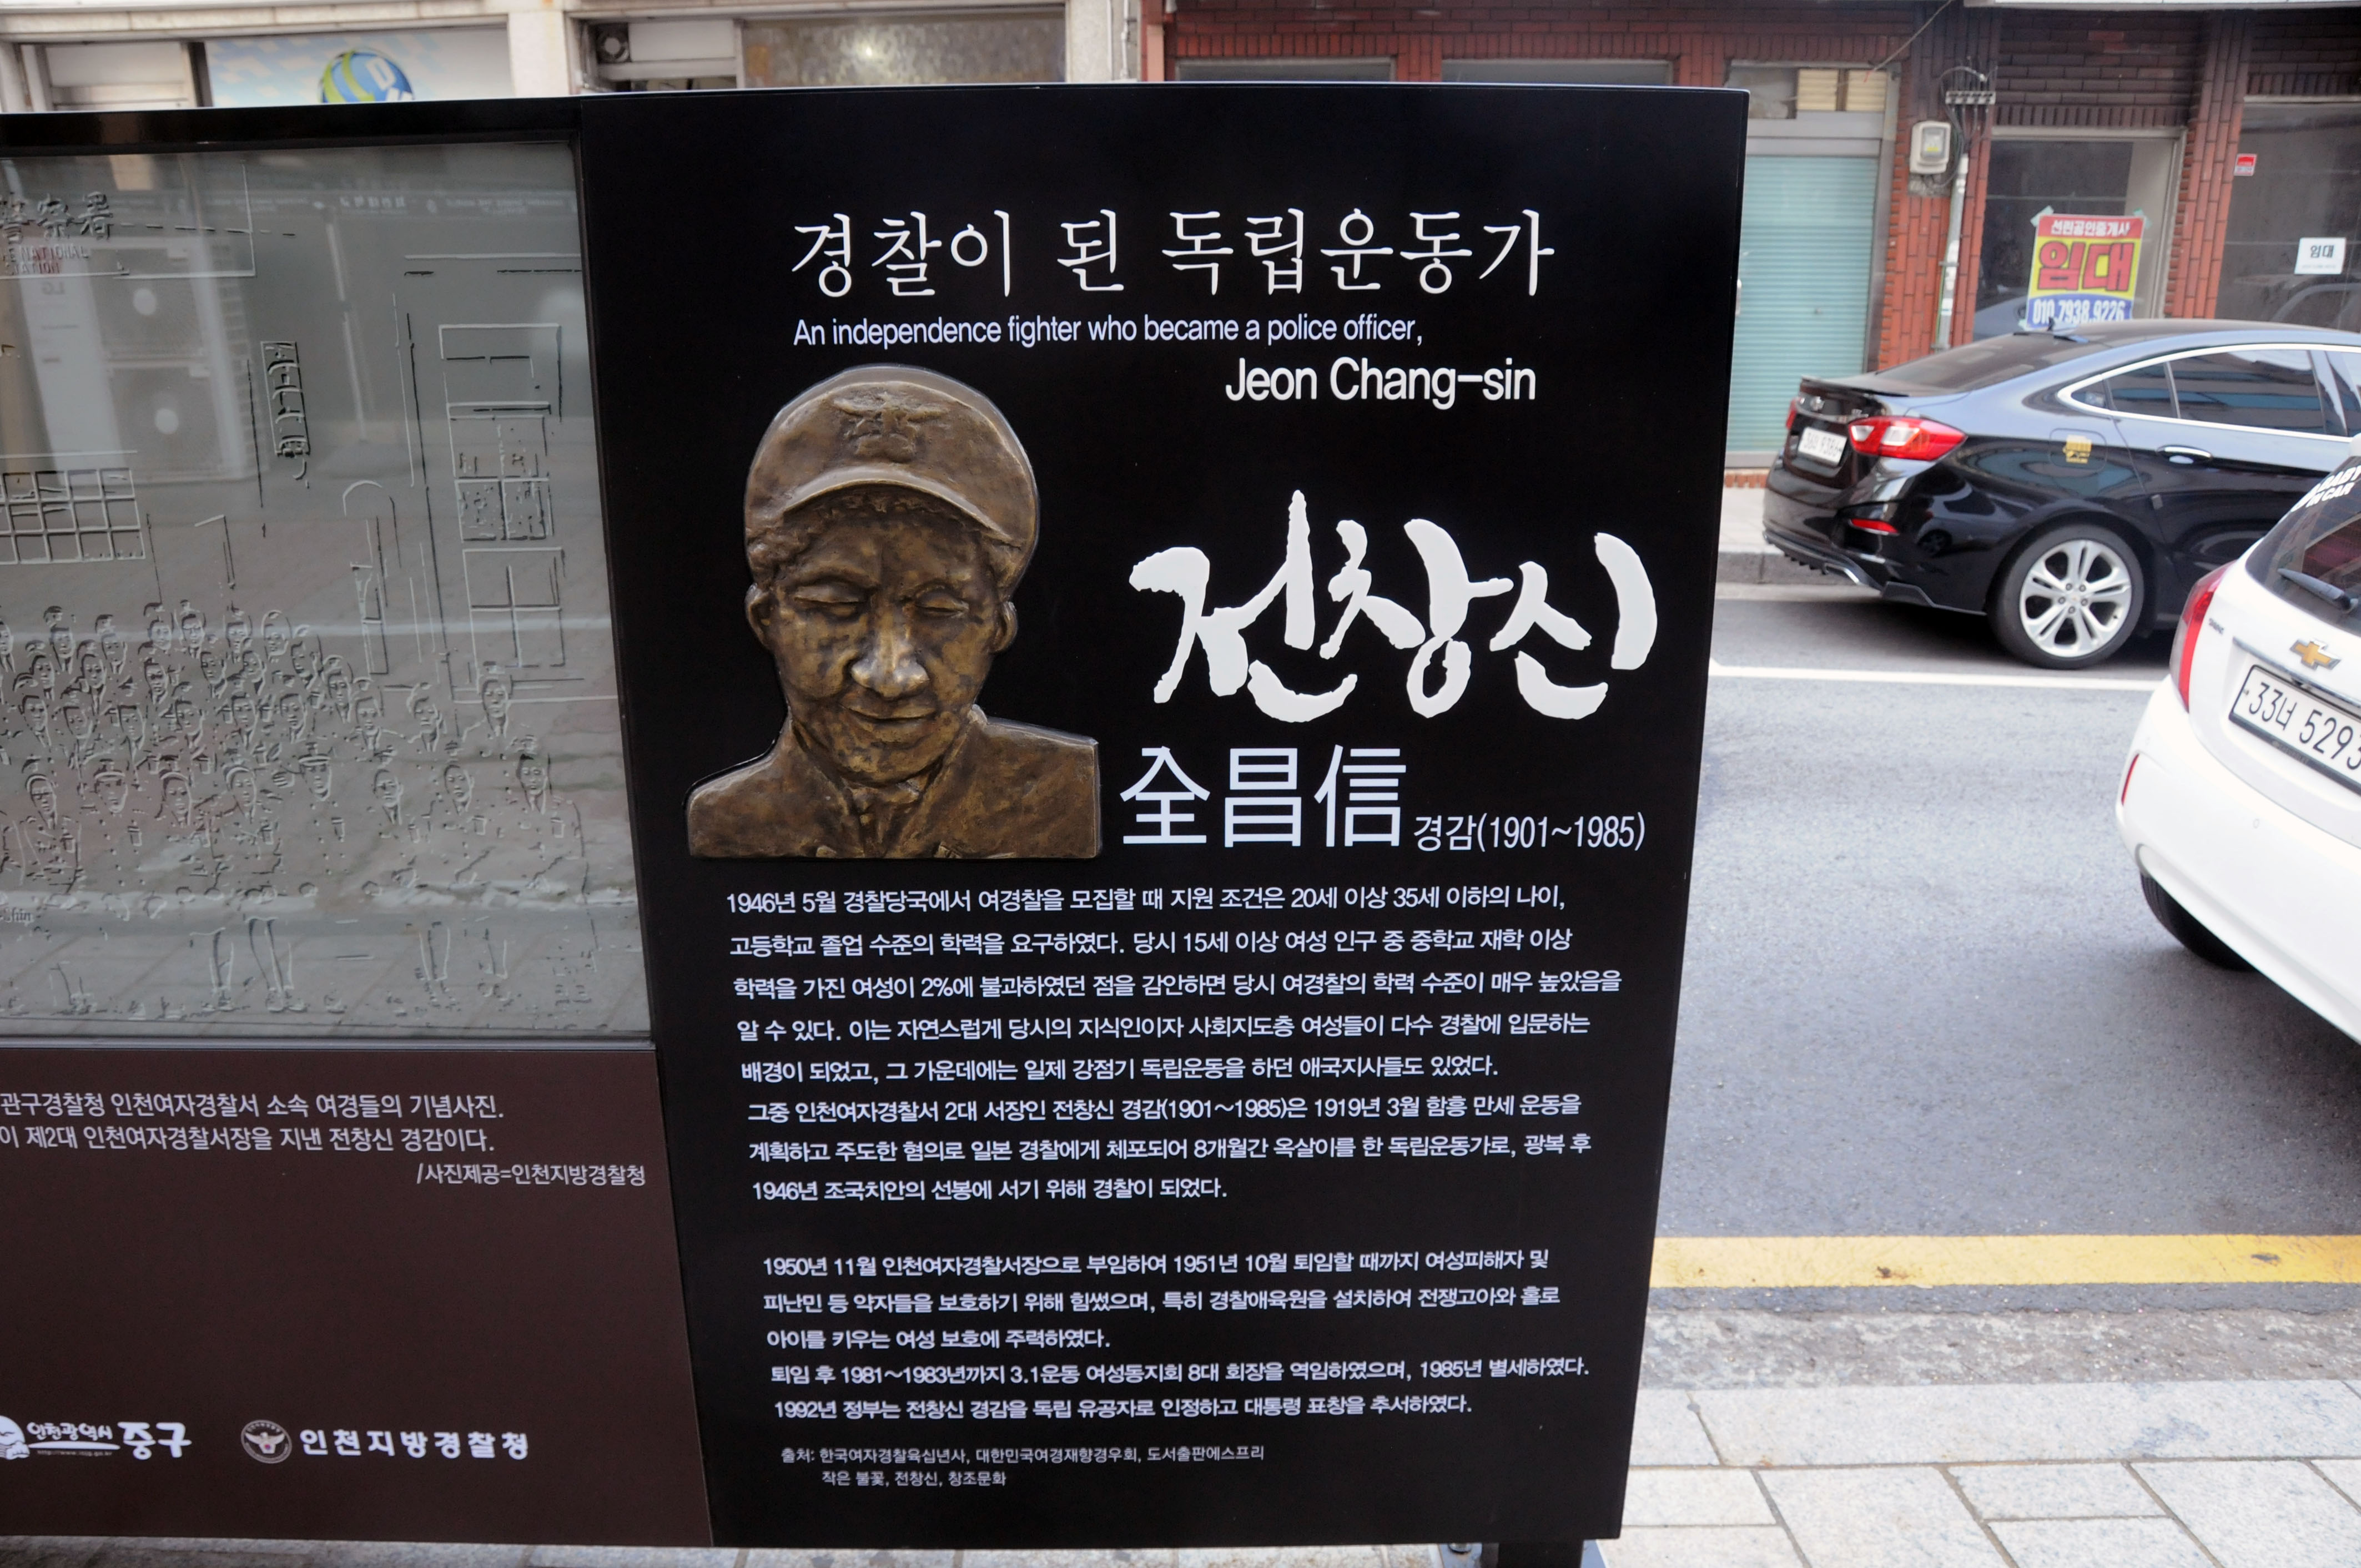 警察署
NATIONAL
STATION
관구경찰청 인천여자경찰서 소속 여경들의 기념사진.
이 제2대 인천여자경찰서장을 지낸 전창신 경감이다.
/사진제공=인천지방경찰청
인천광역시 중구
인천지방경찰청
경찰이 된 독립운동가
An independence fighter who became a police officer,
Jeon Chang-sin
전창신
全昌信 경감(1901~1985)
1946년 5월 경찰당국에서 여경찰을 모집할 때 지원 조건은 20세 이상 35세 이하의 나이,
고등학교 졸업 수준의 학력을 요구하였다. 당시 15세 이상 여성 인구 중 중학교 재학 이상
학력을 가진 여성이 2%에 불과하였던 점을 감안하면 당시 여경찰의 학력 수준이 매우 높았음을
알 수 있다. 이는 자연스럽게 당시의 지식인이자 사회지도층 여성들이 다수 경찰에 입문하는
배경이 되었고, 그 가운데에는 일제 강점기 독립운동을 하던 애국지사들도 있었다.
그중 인천여자경찰서 2대 서장인 전창신 경감(1901~1985)은 1919년 3월 함흥 만세 운동을
계획하고 주도한 혐의로 일본 경찰에게 체포되어 8개월간 옥살이를 한 독립운동가로, 광복 후
1946년 조국치안의 선봉에 서기 위해 경찰이 되었다.
1950년 11월 인천여자경찰서장으로 부임하여 1951년 10월 퇴임할 때까지 여성피해자 및
피난민 등 약자들을 보호하기 위해 힘썼으며, 특히 경찰애육원을 설치하여 전쟁고아와 홀로
아이를 키우는 여성 보호에 주력하였다.
퇴임 후 1981~1983년까지 3.1운동 여성동지회 8대 회장을 역임하였으며, 1985년 별세하였다.
1992년 정부는 전창신 경감을 독립 유공자로 인정하고 대통령 표창을 추서하였다.
출처: 한국여자경찰육십년사, 대한민국여경재향경우회, 도서출판에스프리
작은 불꽃, 전창신, 창조문화
선린공인중개사
임대
010.7938.9226
임대
BABY
IN CAR
33너 5293